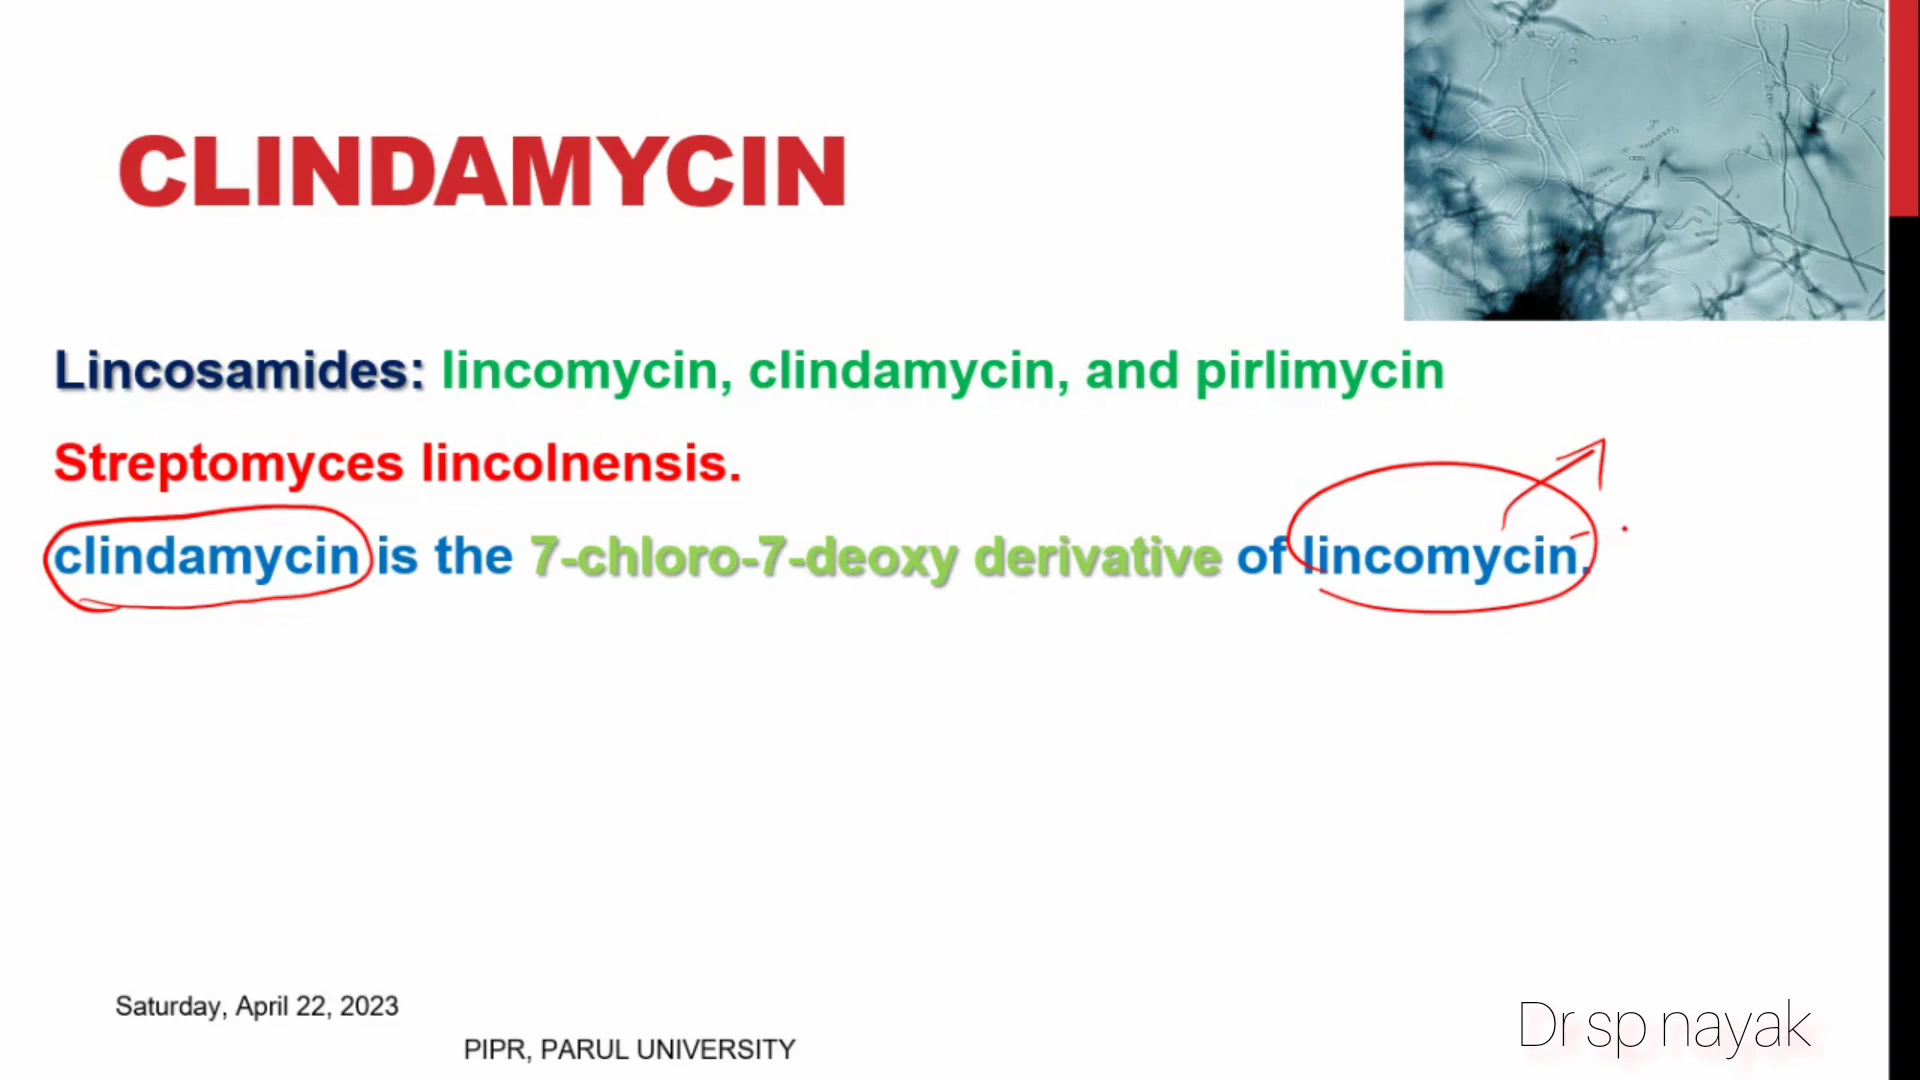 CLINDAMYCIN
Lincosamides: lincomycin, clindamycin, and pirlimycin
Streptomyces lincolnensis.
clindamycin is the 7-chloro-7-deoxy derivative of lincomycin.
Saturday, April 22, 2023
PIPR, PARUL UNIVERSITY
Dr sp nayak